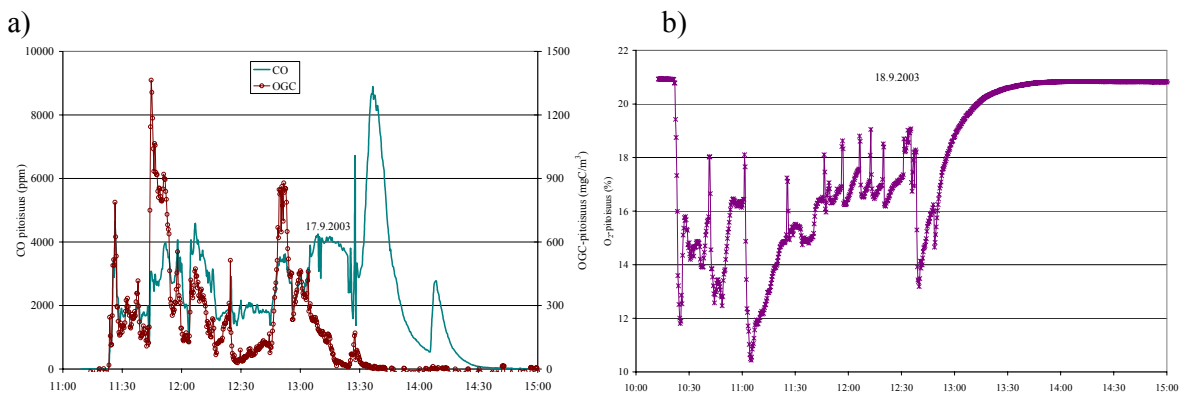 a)
10000
8000
6000
4000
2000
0
CO pitoisuus (ppm)
CO
OGC
17.9.2003
1500
1200
900
600
300
0
OGC-pitoisuus (mgC/m³)
11:00 11:30 12:00 12:30 13:00 13:30 14:00 14:30 15:00
b)
22
20
18
16
14
12
10
O₂-pitoisuus (%)
18.9.2003
10:00 10:30 11:00 11:30 12:00 12:30 13:00 13:30 14:00 14:30 15:00